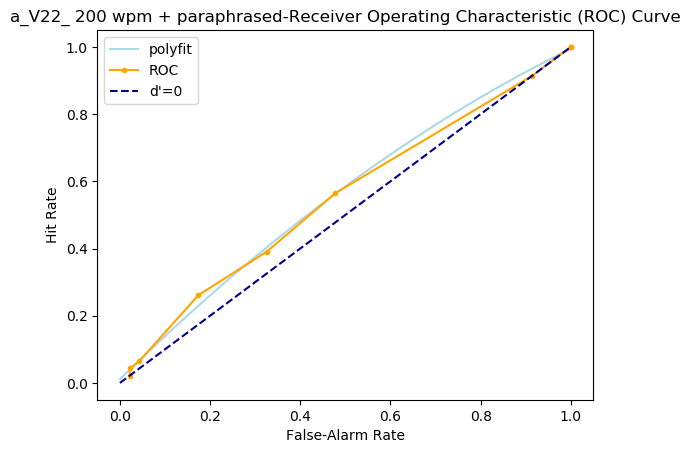 a_V22_ 200 wpm + paraphrased-Receiver Operating Characteristic (ROC) Curve
polyfit
ROC
d'=0
1.0
0.8
0.6
0.4
0.2
0.0
Hit Rate
0.0 0.2 0.4 0.6 0.8 1.0
False-Alarm Rate